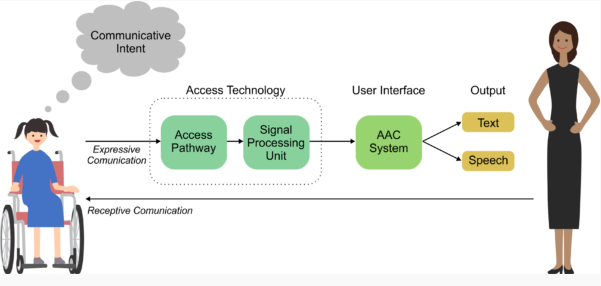 Communicative
Intent
Access Technology
User Interface
Output
Access
Pathway
Signal
Processing
Unit
AAC
System
Text
Speech
Expressive
Comunication
Receptive Comunication